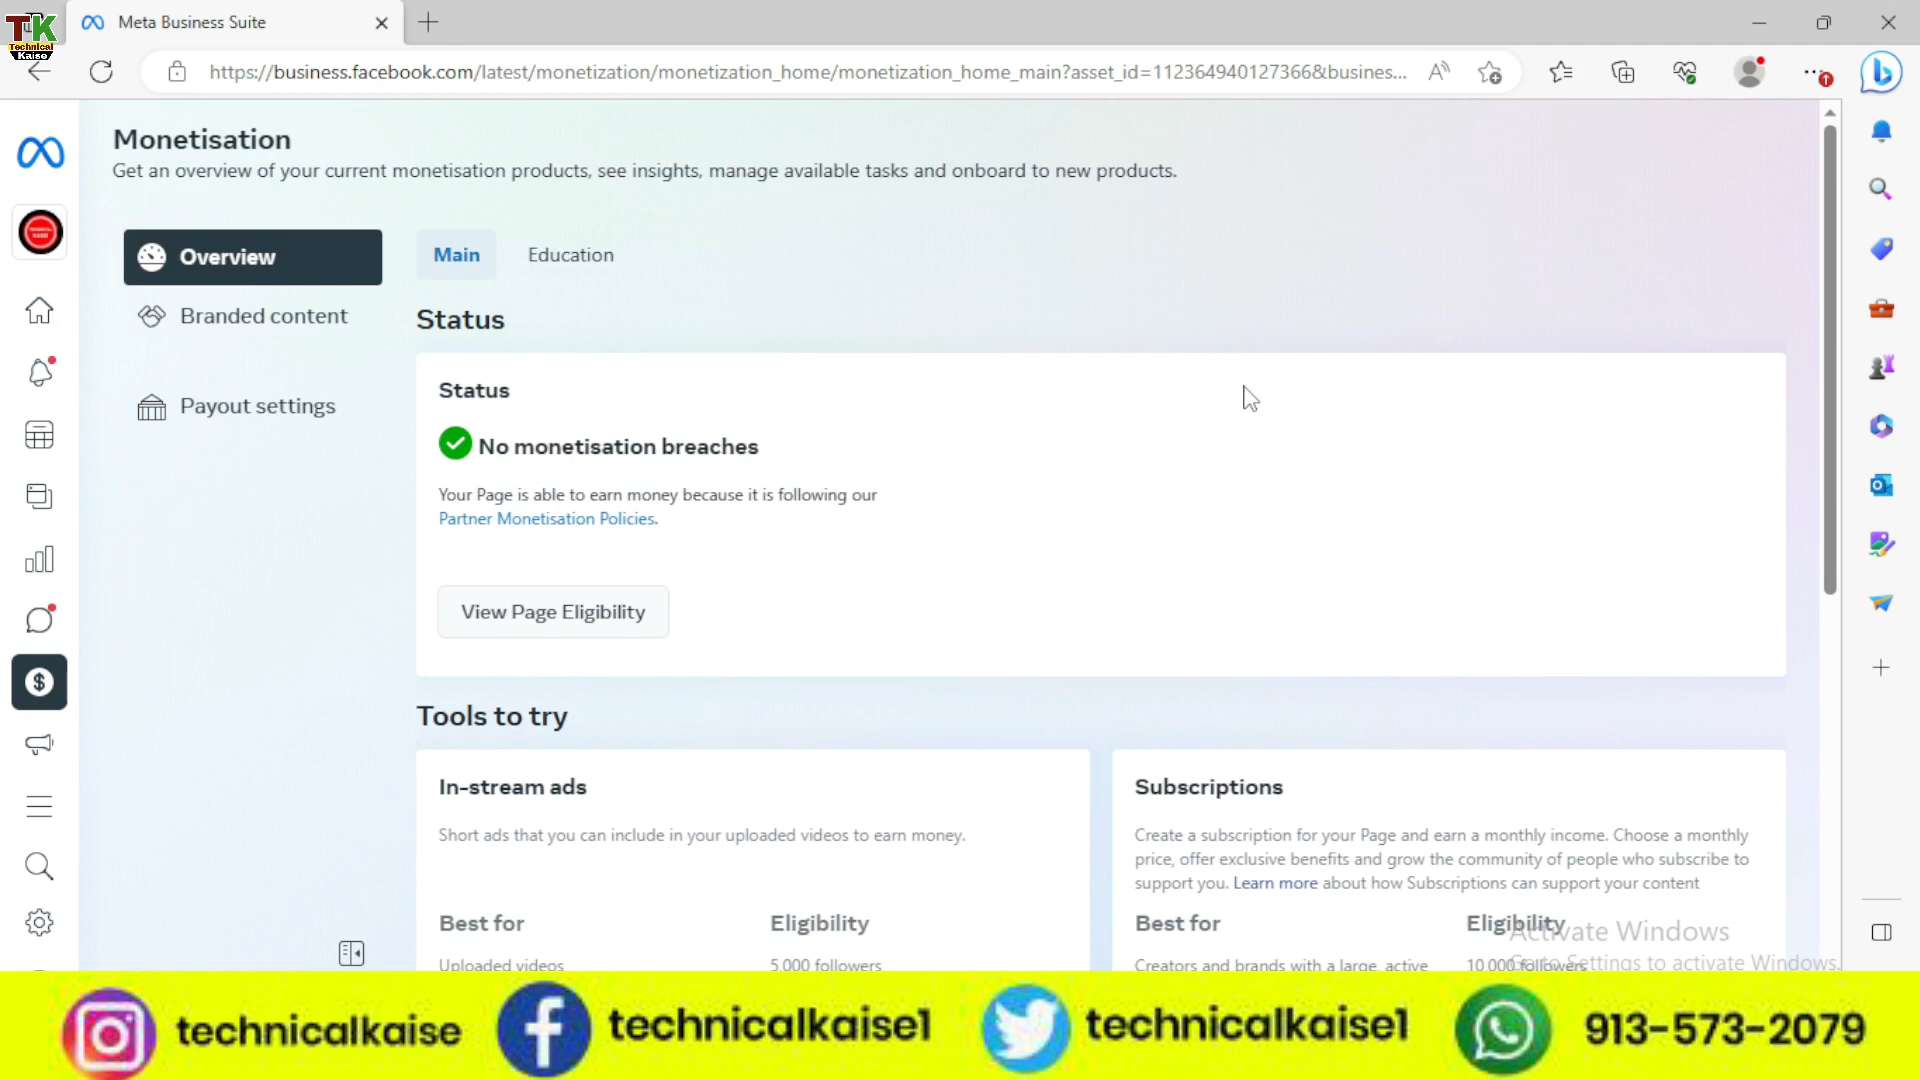 TK
Technical
Kaise
Meta Business Suite
https://business.facebook.com/latest/monetization/monetization_home/monetization_home_main?asset_id=112364940127366&busines...
Monetisation
Get an overview of your current monetisation products, see insights, manage available tasks and onboard to new products.
Overview
Branded content
Payout settings
Main
Education
Status
Status
No monetisation breaches
Your Page is able to earn money because it is following our
Partner Monetisation Policies.
View Page Eligibility
Tools to try
In-stream ads
Short ads that you can include in your uploaded videos to earn money.
Best for
Eligibility
Uploaded videos
5,000 followers
Subscriptions
Create a subscription for your Page and earn a monthly income. Choose a monthly
price, offer exclusive benefits and grow the community of people who subscribe to
support you. Learn more about how Subscriptions can support your content
Best for
Eligibility
Creators and brands with a large, active
10,000 followers
Activate Windows
Go to Settings to activate Windows.
technicalkaise
technicalkaise1
technicalkaise1
913-573-2079